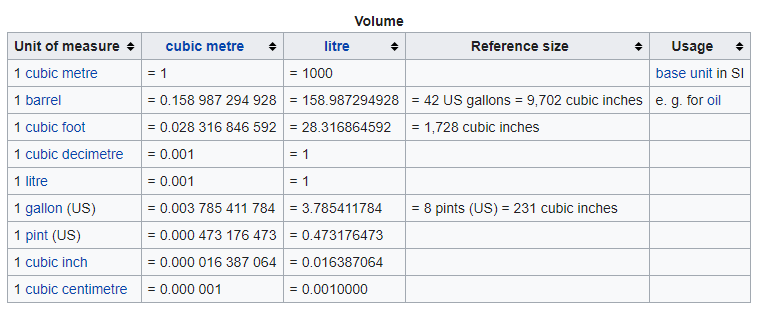 Volume
Unit of measure cubic metre litre Reference size Usage
1 cubic metre = 1 = 1000 base unit in SI
1 barrel = 0.158 987 294 928 = 158.987294928 = 42 US gallons = 9,702 cubic inches e. g. for oil
1 cubic foot = 0.028 316 846 592 = 28.316864592 = 1,728 cubic inches
1 cubic decimetre = 0.001 = 1
1 litre = 0.001 = 1
1 gallon (US) = 0.003 785 411 784 = 3.785411784 = 8 pints (US) = 231 cubic inches
1 pint (US) = 0.000 473 176 473 = 0.473176473
1 cubic inch = 0.000 016 387 064 = 0.016387064
1 cubic centimetre = 0.000 001 = 0.0010000